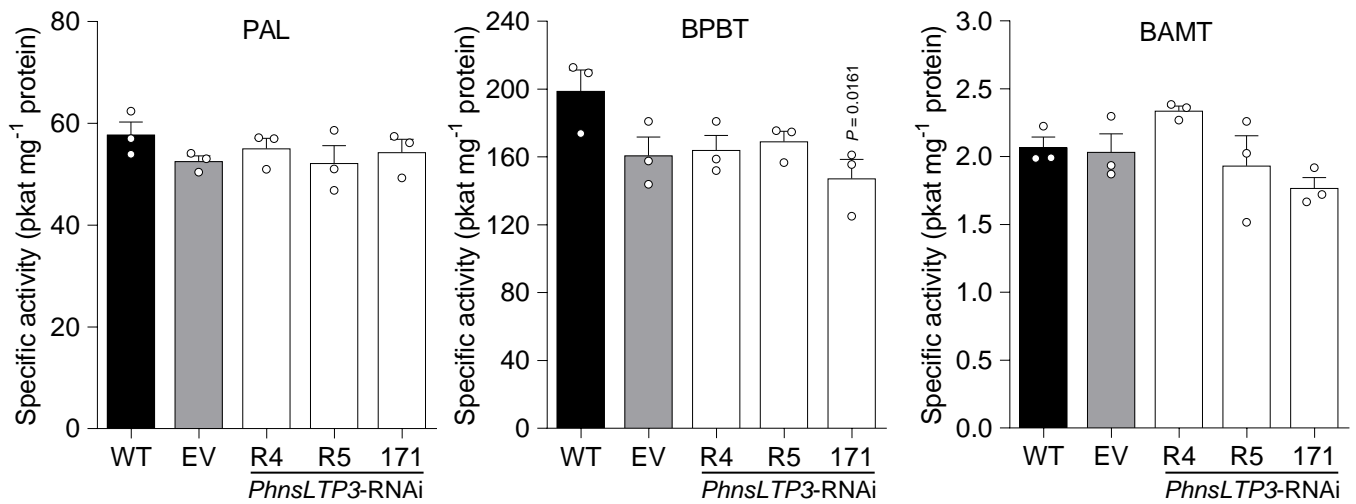 PAL
Specific activity (pkat mg⁻¹ protein)
80
60
40
20
0
WT EV R4 R5 171
PhnsLTP3-RNAi
BPBT
Specific activity (pkat mg⁻¹ protein)
240
200
160
120
80
40
0
P = 0.0161
WT EV R4 R5 171
PhnsLTP3-RNAi
BAMT
Specific activity (pkat mg⁻¹ protein)
3.0
2.5
2.0
1.5
1.0
0.5
0.0
WT EV R4 R5 171
PhnsLTP3-RNAi